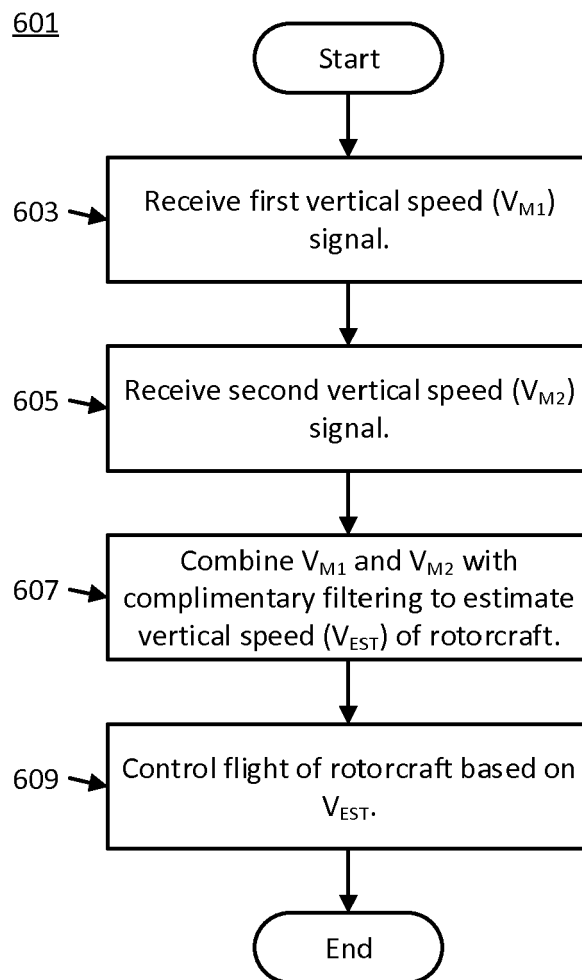 601
Start
603
Receive first vertical speed (VM1)
signal.
605
Receive second vertical speed (VM2)
signal.
607
Combine VM1 and VM2 with
complimentary filtering to estimate
vertical speed (VEST) of rotorcraft.
609
Control flight of rotorcraft based on
VEST.
End